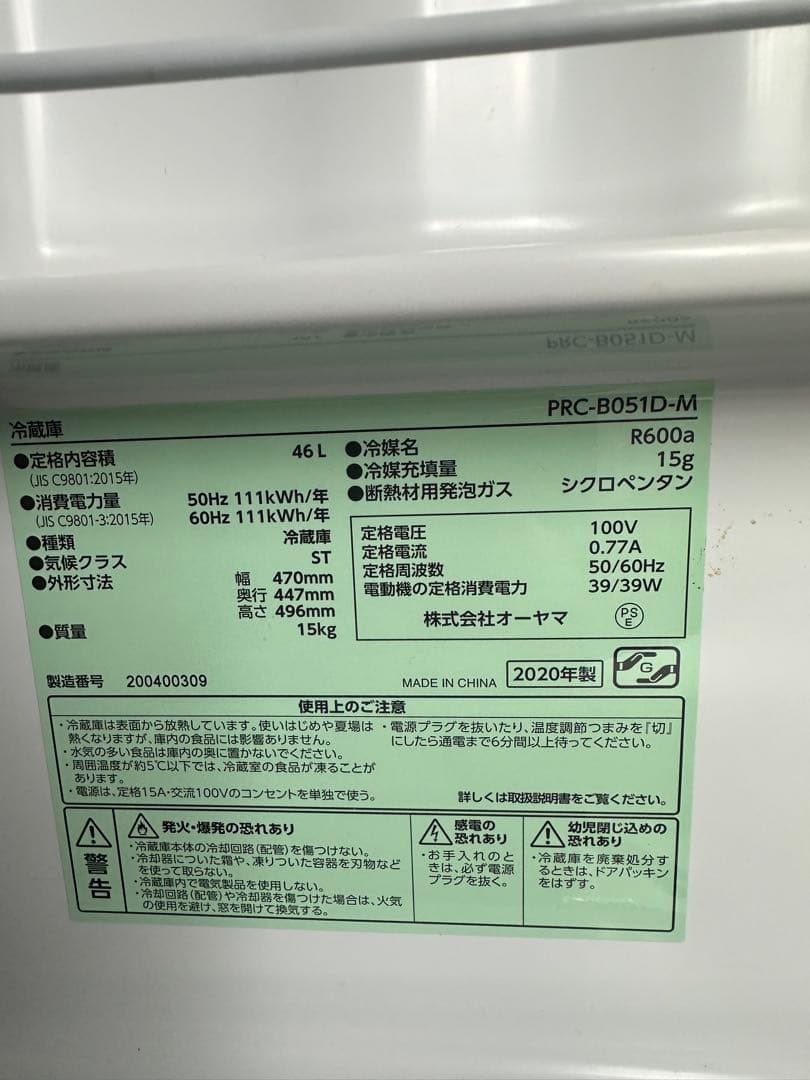 PRC-B051D-M
冷蔵庫
PRC-B051D-M
●定格内容積 46L
(JIS C9801:2015年)
●消費電力量 50Hz 111kWh/年
(JIS C9801-3:2015年) 60Hz 111kWh/年
●種類 冷蔵庫
●気候クラス ST
●外形寸法 幅 470mm
奥行 447mm
高さ 496mm
●質量 15kg
●冷媒名 R600a
●冷媒充填量 15g
●断熱材用発泡ガス シクロペンタン
定格電圧 100V
定格電流 0.77A
定格周波数 50/60Hz
電動機の定格消費電力 39/39W
株式会社オーヤマ PSE
製造番号 200400309
MADE IN CHINA 2020年製 G
使用上のご注意
・冷蔵庫は表面から放熱しています。使いはじめや夏場は
熱くなりますが、庫内の食品には影響ありません。
・水気の多い食品は庫内の奥に置かないでください。
・周囲温度が約5℃以下では、冷蔵室の食品が凍ることが
あります。
・電源は、定格15A・交流100Vのコンセントを単独で使う。
・電源プラグを抜いたり、温度調節つまみを『切』
にしたら通電まで6分間以上待ってください。
詳しくは取扱説明書をご覧ください。
警告
発火・爆発の恐れあり
・冷蔵庫本体の冷却回路(配管)を傷つけない。
・冷却器についた霜や、凍りついた容器を刃物など
を使って取らない。
・冷蔵庫内で電気製品を使用しない。
・冷却回路(配管)や冷却器を傷つけた場合は、火気
の使用を避け、窓を開けて換気する。
感電の
恐れあり
・お手入れのと
きは、必ず電源
プラグを抜く。
幼児閉じ込めの
恐れあり
・冷蔵庫を廃棄処分す
るときは、ドアパッキン
をはずす。